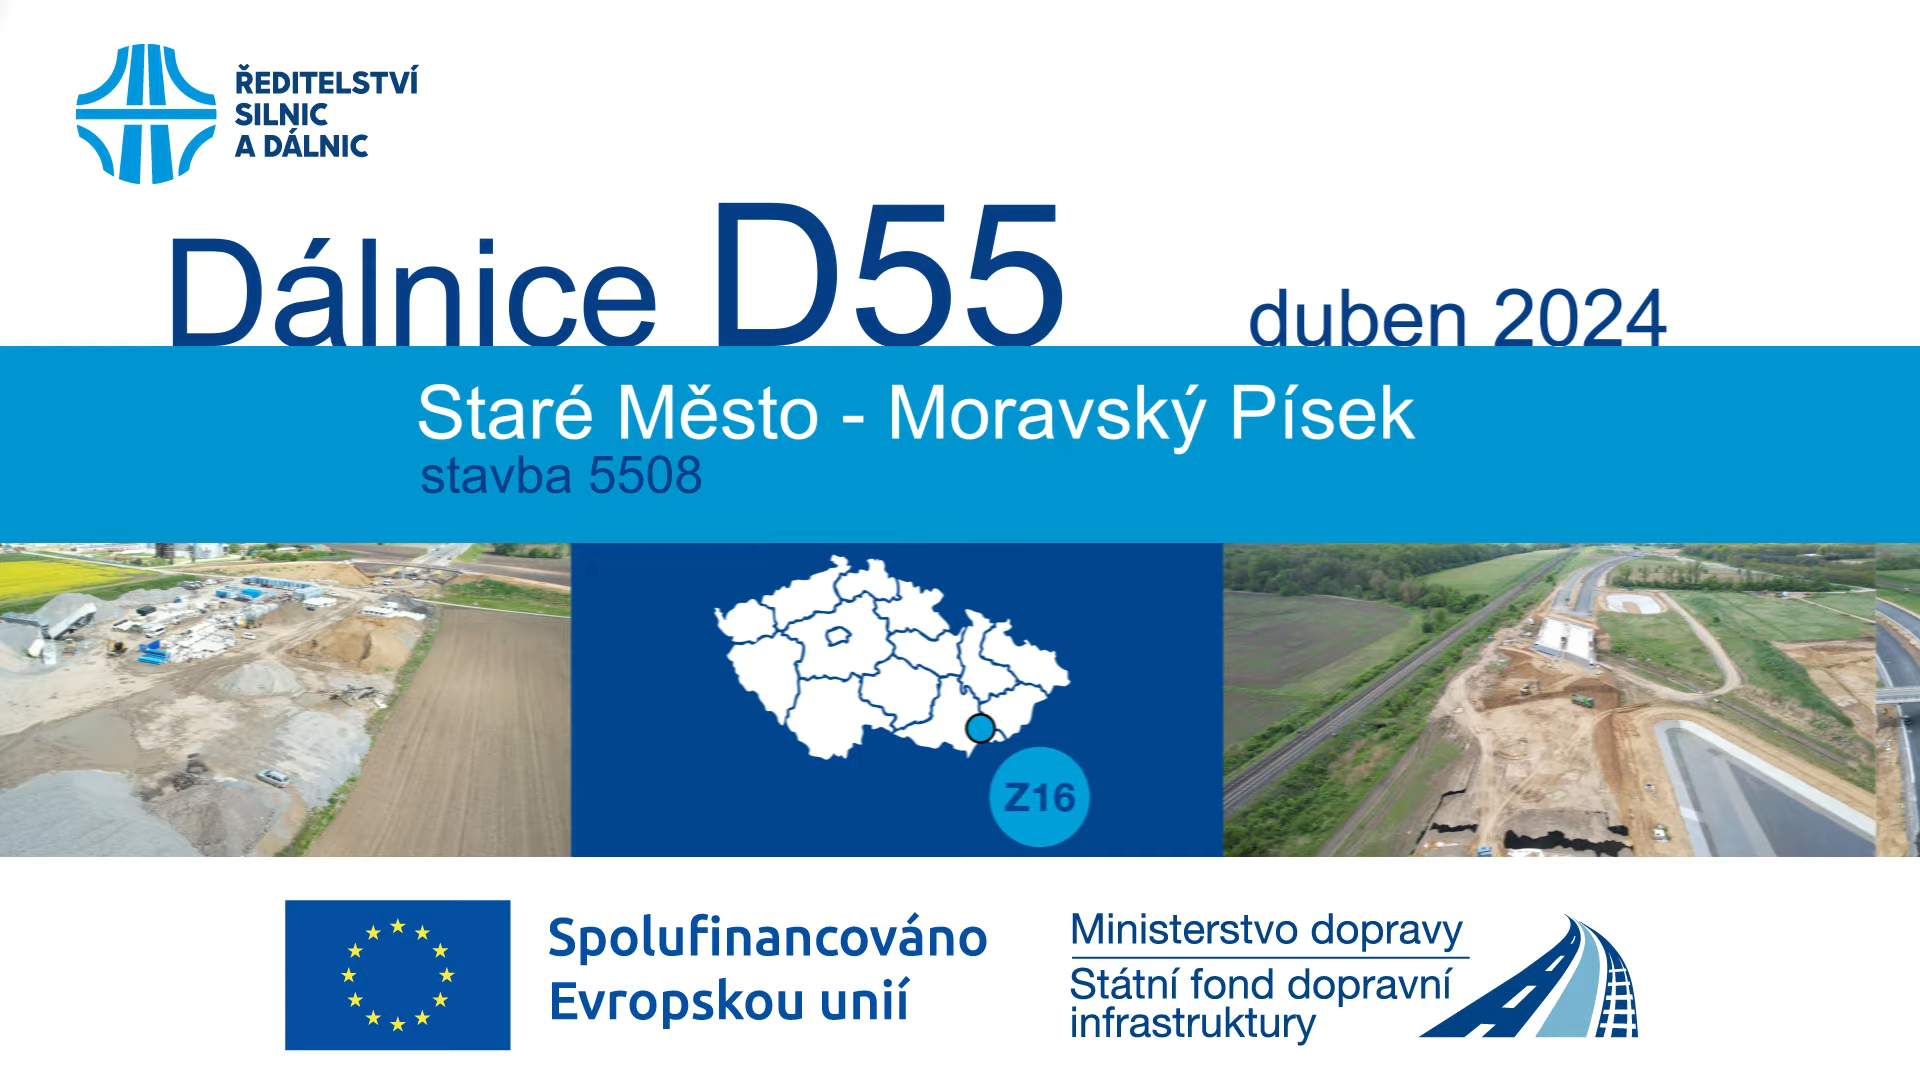 ŘEDITELSTVÍ
SILNIC
A DÁLNIC
Dálnice D55
duben 2024
Staré Město - Moravský Písek
stavba 5508
Z16
Spolufinancováno
Evropskou unií
Ministerstvo dopravy
Státní fond dopravní
infrastruktury